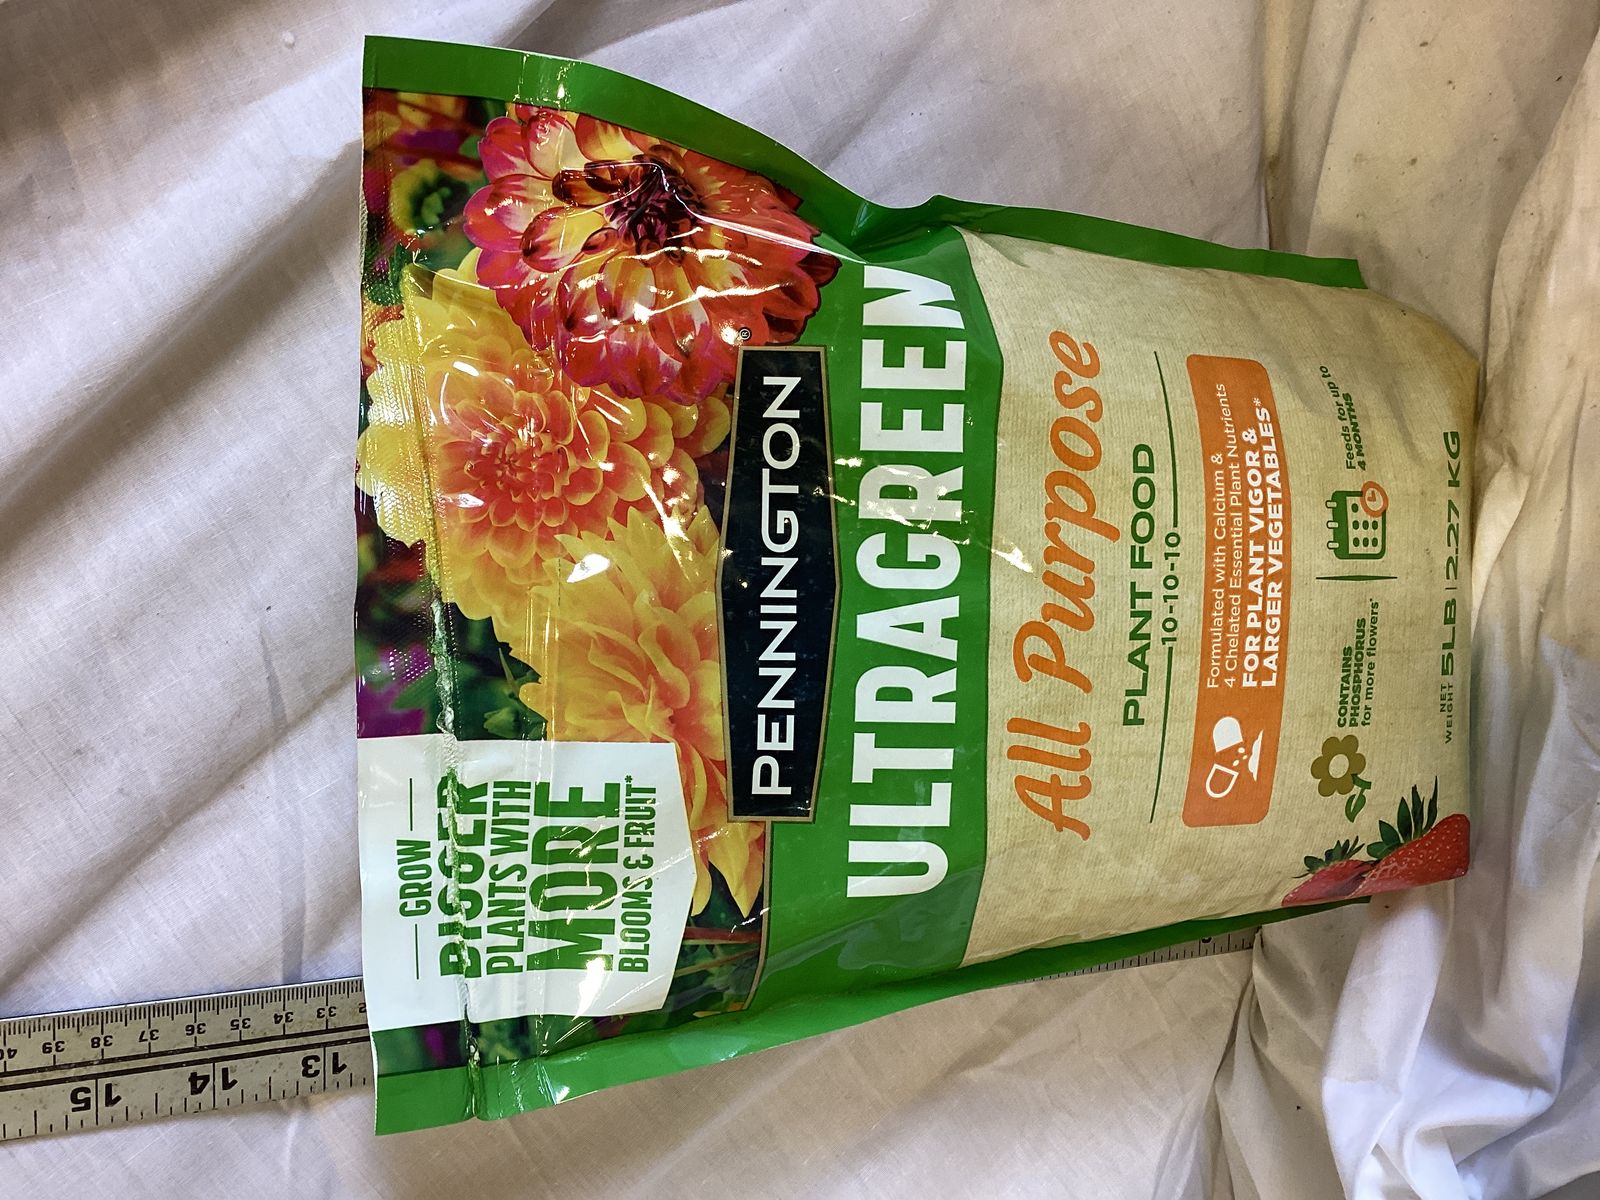 GROW
BIGGER
PLANTS WITH
MORE
BLOOMS & FRUIT*
PENNINGTON®
ULTRAGREEN
All Purpose
PLANT FOOD
10-10-10-10
Formulated with Calcium &
4 Chelated Essential Plant Nutrients
FOR PLANT VIGOR &
LARGER VEGETABLES*
CONTAINS
PHOSPHORUS
for more flowers*
Feeds for up to
4 MONTHS
NET
WEIGHT 5LB | 2.27 KG
40 39 38 37 36 35 34 33
15 14 13